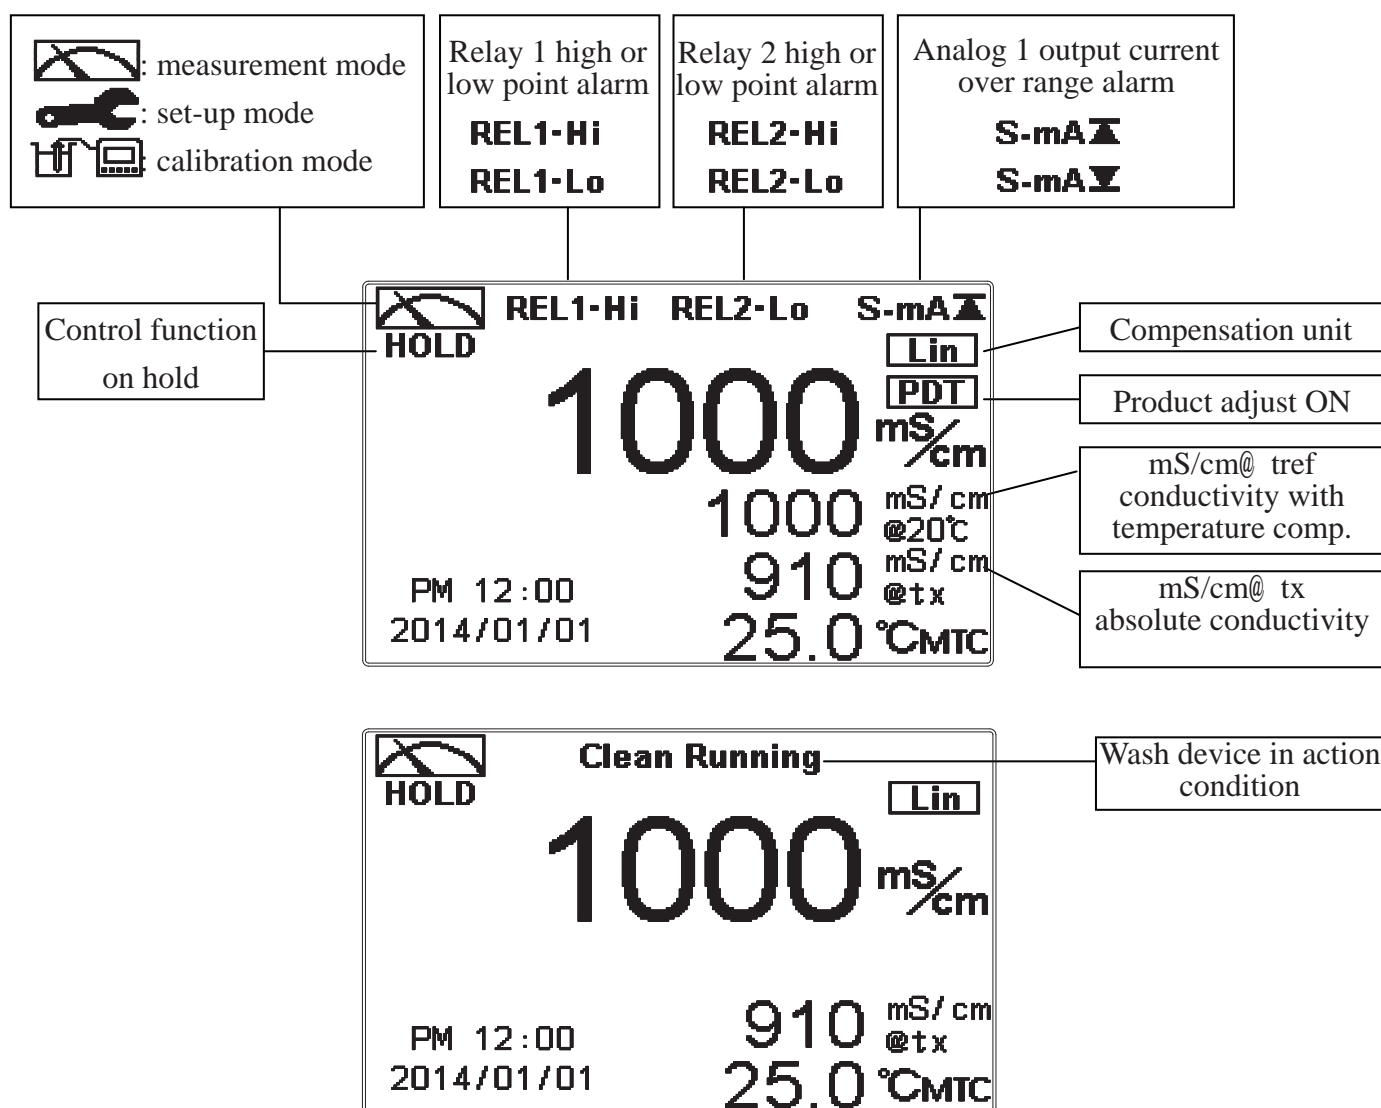 : measurement mode
: set-up mode
: calibration mode
Relay 1 high or
low point alarm
REL1-Hi
REL1-Lo
Relay 2 high or
low point alarm
REL2-Hi
REL2-Lo
Analog 1 output current
over range alarm
S-mA
S-mA
Control function
on hold
REL1-Hi REL2-Lo S-mA
HOLD
Lin
PDT
1000 mS/cm
1000 mS/cm
@20℃
910 mS/cm
@tx
PM 12:00
2014/01/01
25.0 ℃MTC
Compensation unit
Product adjust ON
mS/cm@ tref
conductivity with
temperature comp.
mS/cm@ tx
absolute conductivity
Clean Running
HOLD
Lin
1000 mS/cm
910 mS/cm
@tx
PM 12:00
2014/01/01
25.0 ℃MTC
Wash device in action
condition